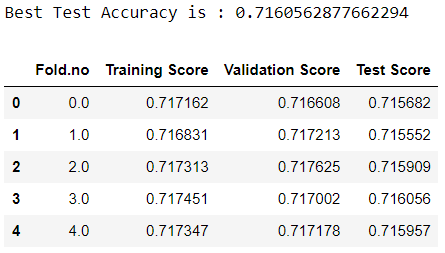 Best Test Accuracy is : 0.7160562877662294
Fold.no Training Score Validation Score Test Score
0 0.0 0.717162 0.716608 0.715682
1 1.0 0.716831 0.717213 0.715552
2 2.0 0.717313 0.717625 0.715909
3 3.0 0.717451 0.717002 0.716056
4 4.0 0.717347 0.717178 0.715957